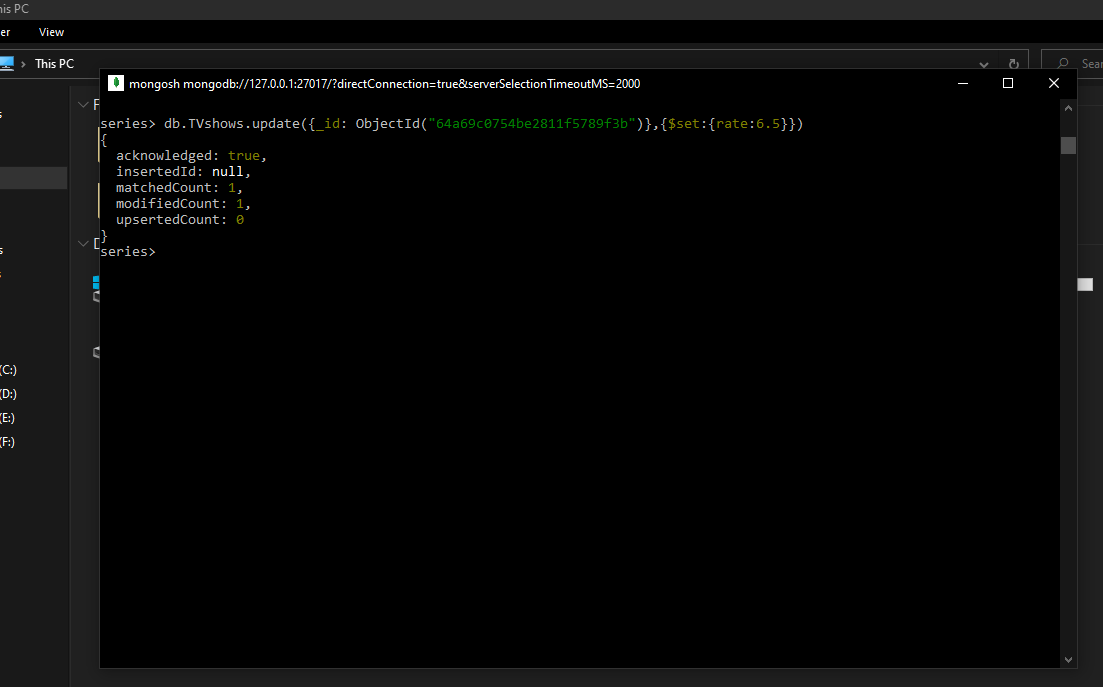 his PC
er View
This PC
Sear
mongosh mongodb://127.0.0.1:27017/?directConnection=true&serverSelectionTimeoutMS=2000
series> db.TVshows.update({_id: ObjectId("64a69c0754be2811f5789f3b")},{$set:{rate:6.5}})
{
  acknowledged: true,
  insertedId: null,
  matchedCount: 1,
  modifiedCount: 1,
  upsertedCount: 0
}
series>
(C:)
(D:)
(E:)
(F:)